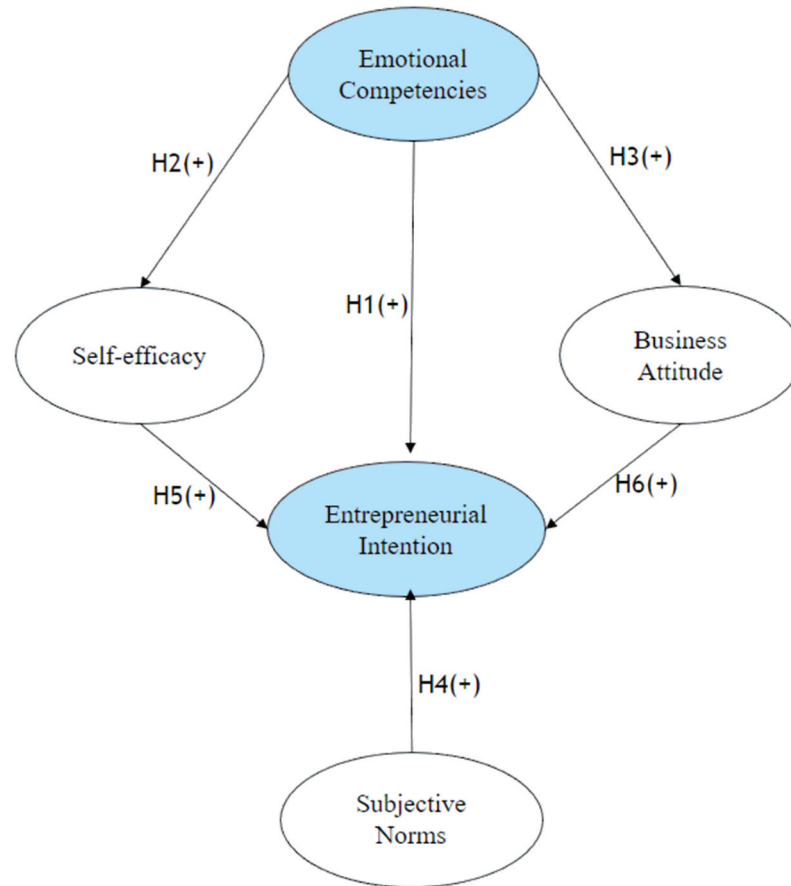 Emotional
Competencies
H2(+)
H3(+)
H1(+)
Self-efficacy
Business
Attitude
H5(+)
H6(+)
Entrepreneurial
Intention
H4(+)
Subjective
Norms